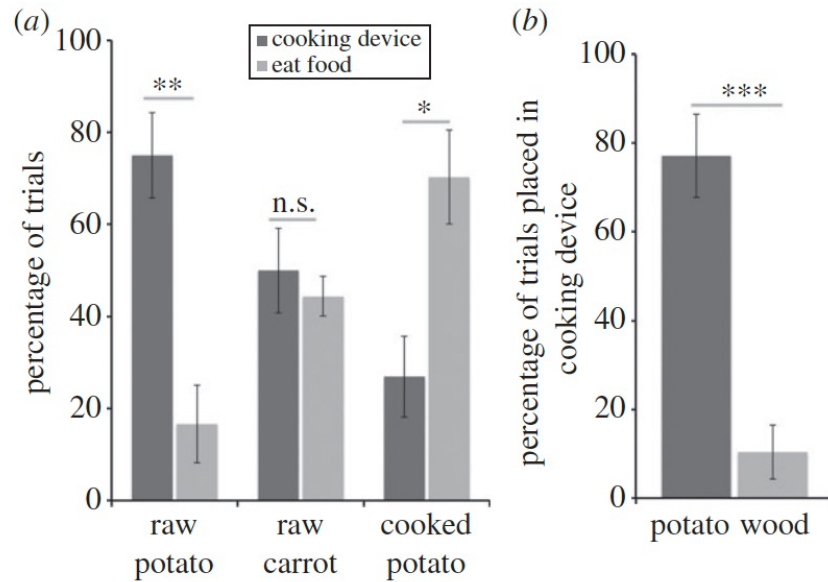 (a)
100
80
60
40
20
0
percentage of trials
cooking device
eat food
**
n.s.
*
raw
potato
raw
carrot
cooked
potato
(b)
100
80
60
40
20
0
percentage of trials placed in
cooking device
***
potato wood